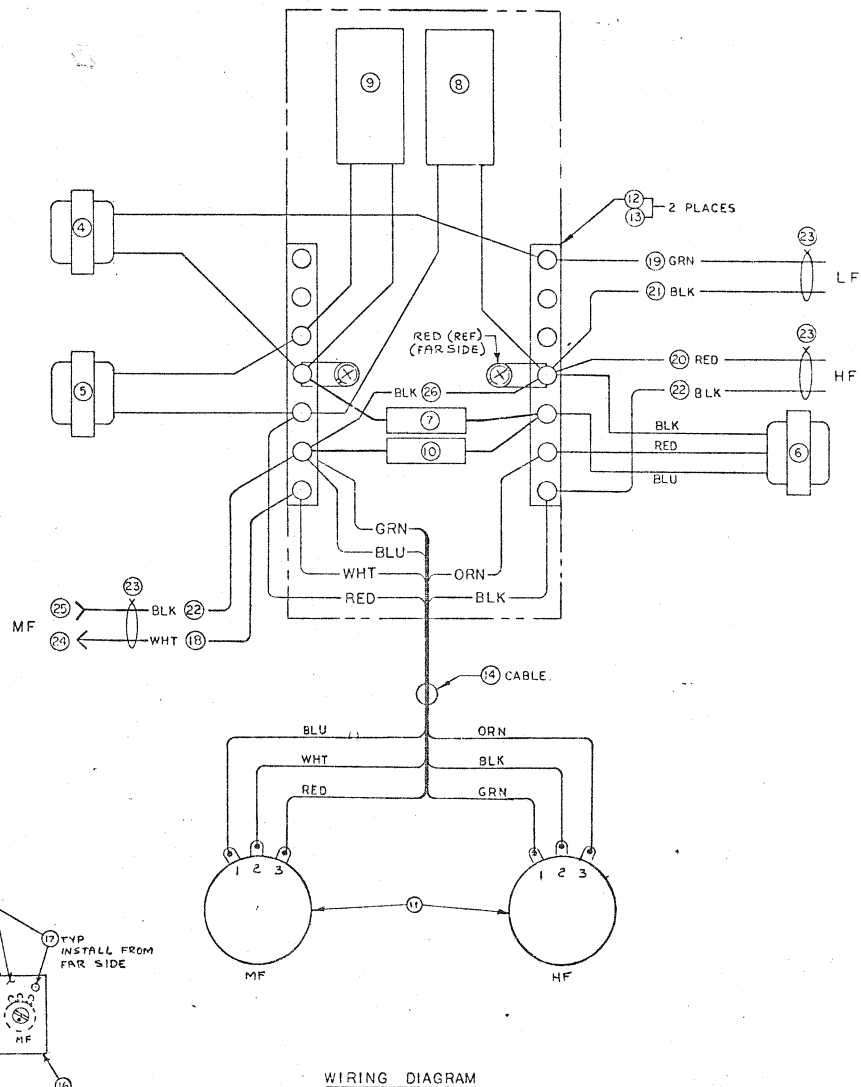 9
8
4
12
13
2 PLACES
19 GRN
23
21 BLK
LF
RED (REF)
(FAR SIDE)
20 RED
23
22 BLK
HF
5
BLK 26
7
10
BLK
RED
BLU
6
GRN
BLU
WHT
ORN
RED
BLK
23
25
BLK 22
MF
24
WHT 18
14 CABLE.
BLU
ORN
WHT
BLK
RED
GRN
1 2 3
1 2 3
11
MF
HF
17 TYP
INSTALL FROM
FAR SIDE
MF
16
WIRING DIAGRAM